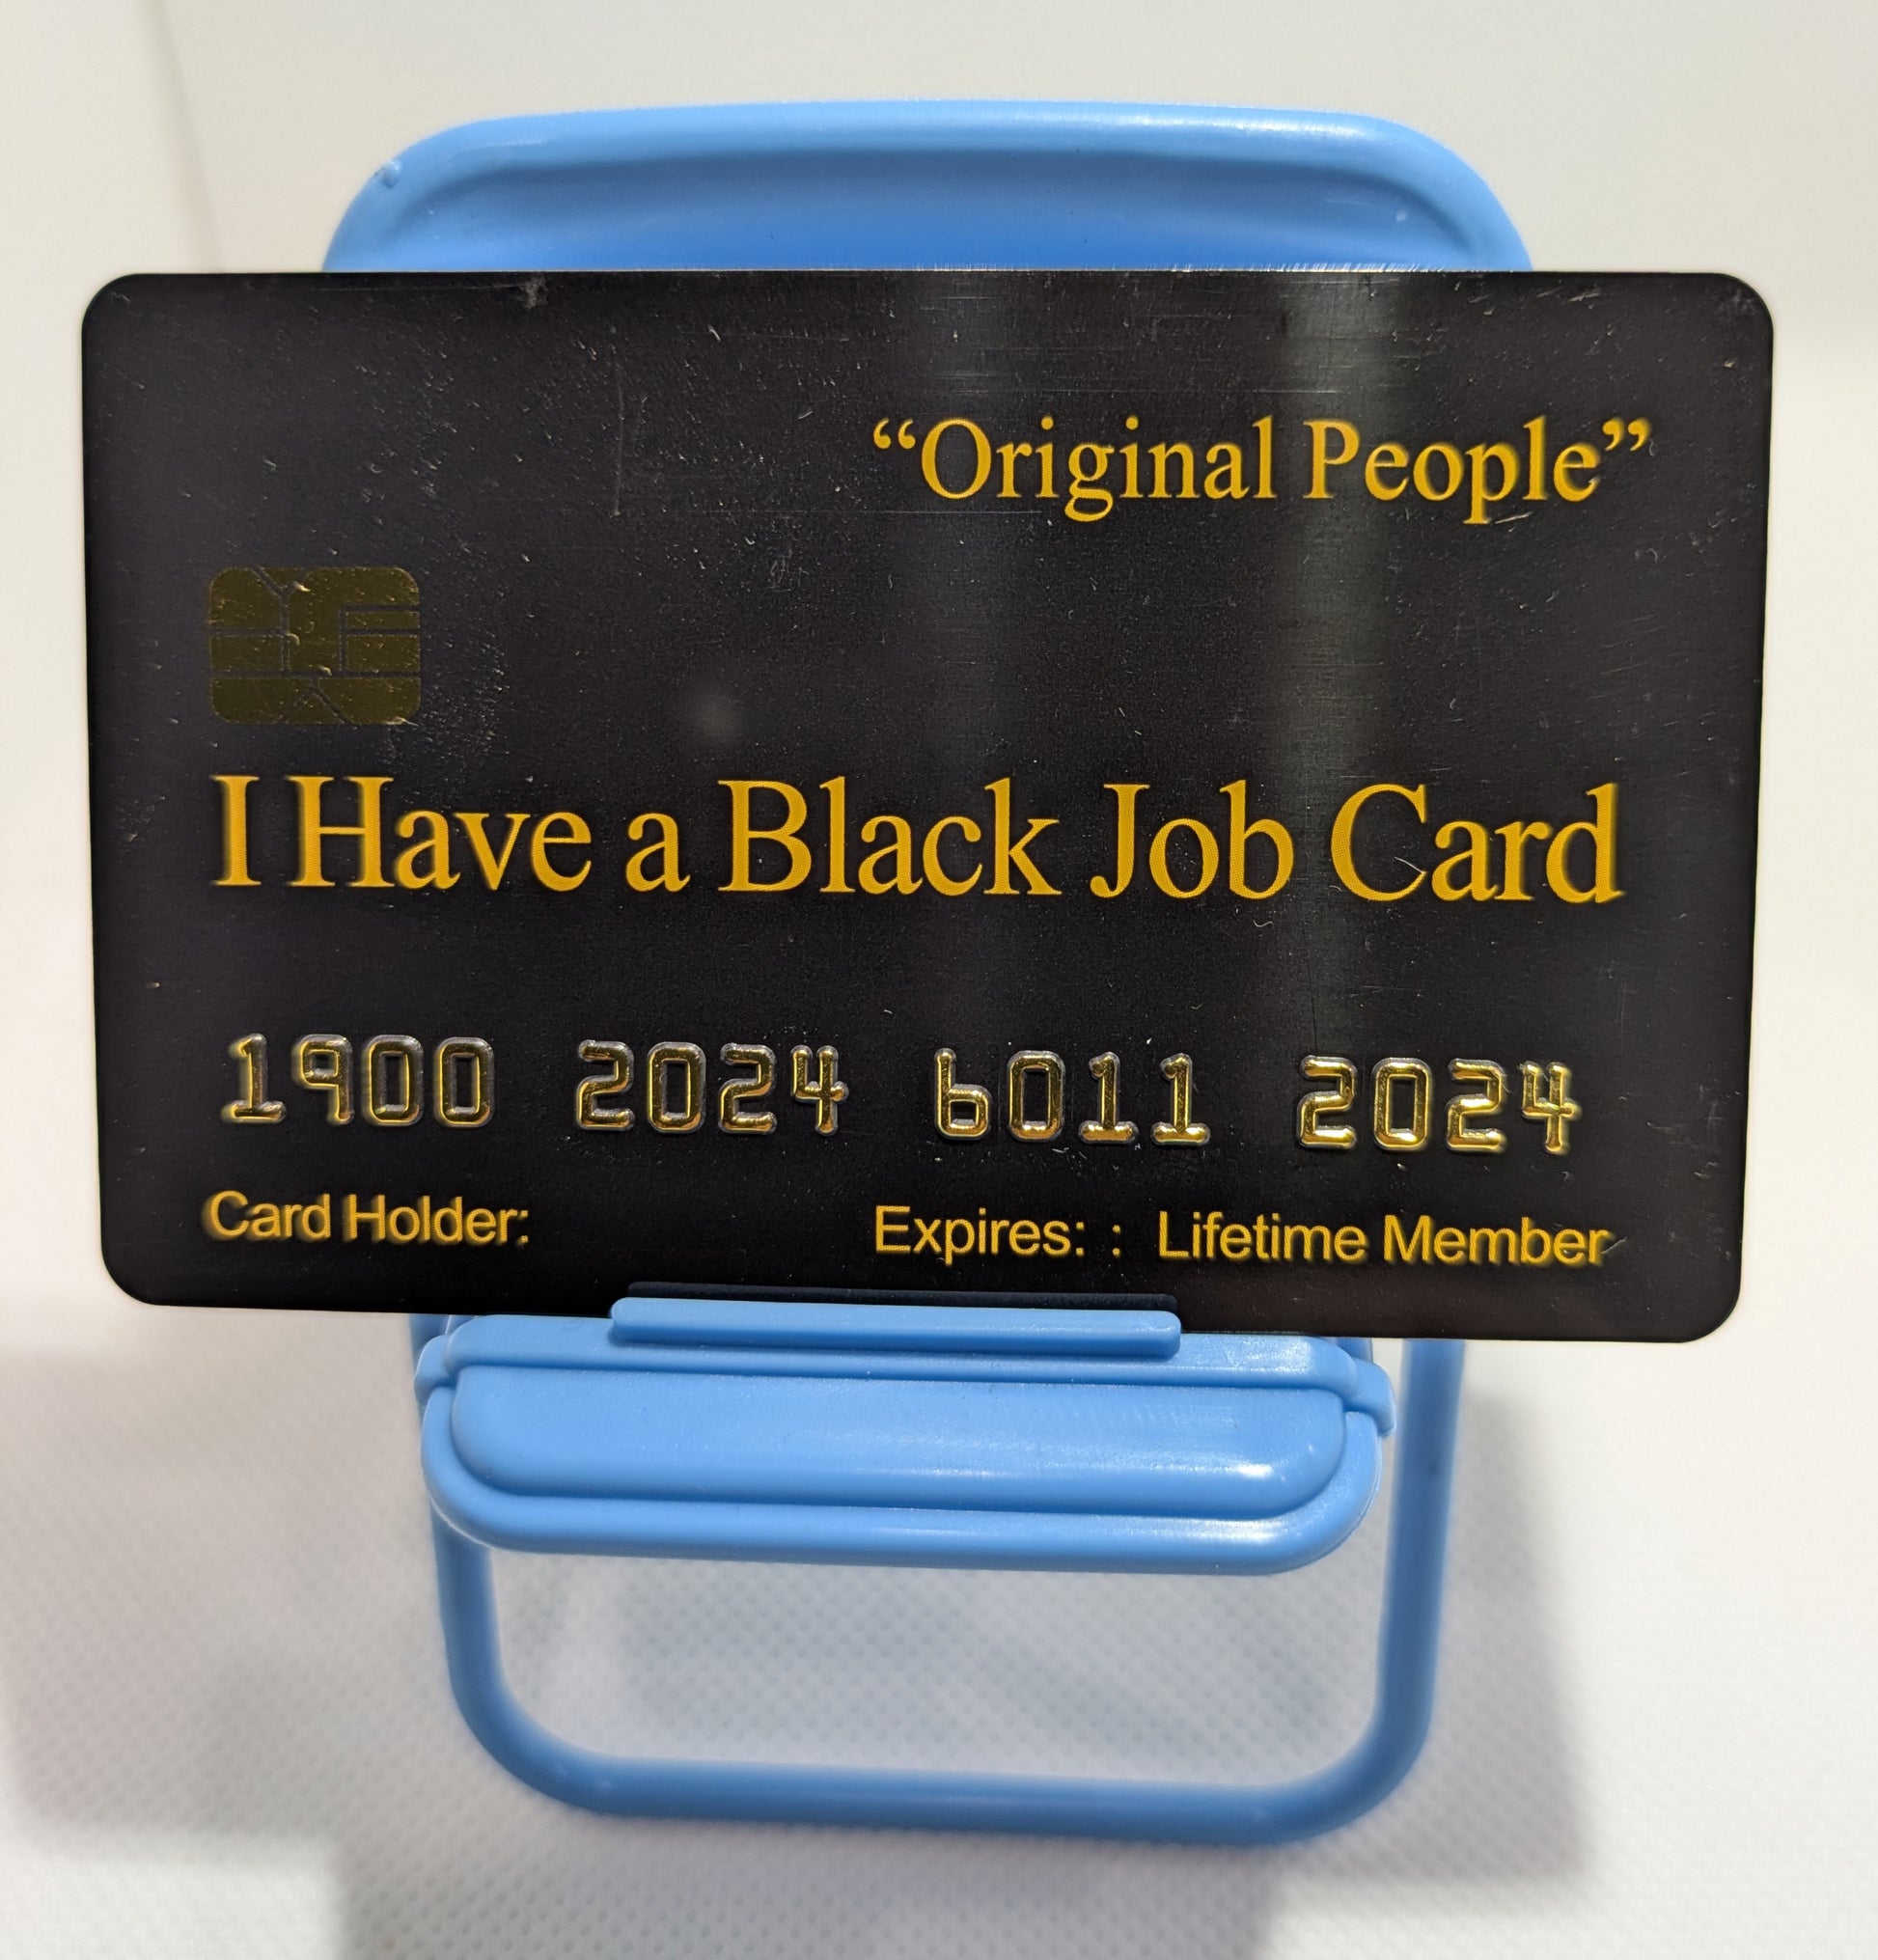 “Original People”
I Have a Black Job Card
1900 2024 6011 2024
Card Holder:
Expires: : Lifetime Member